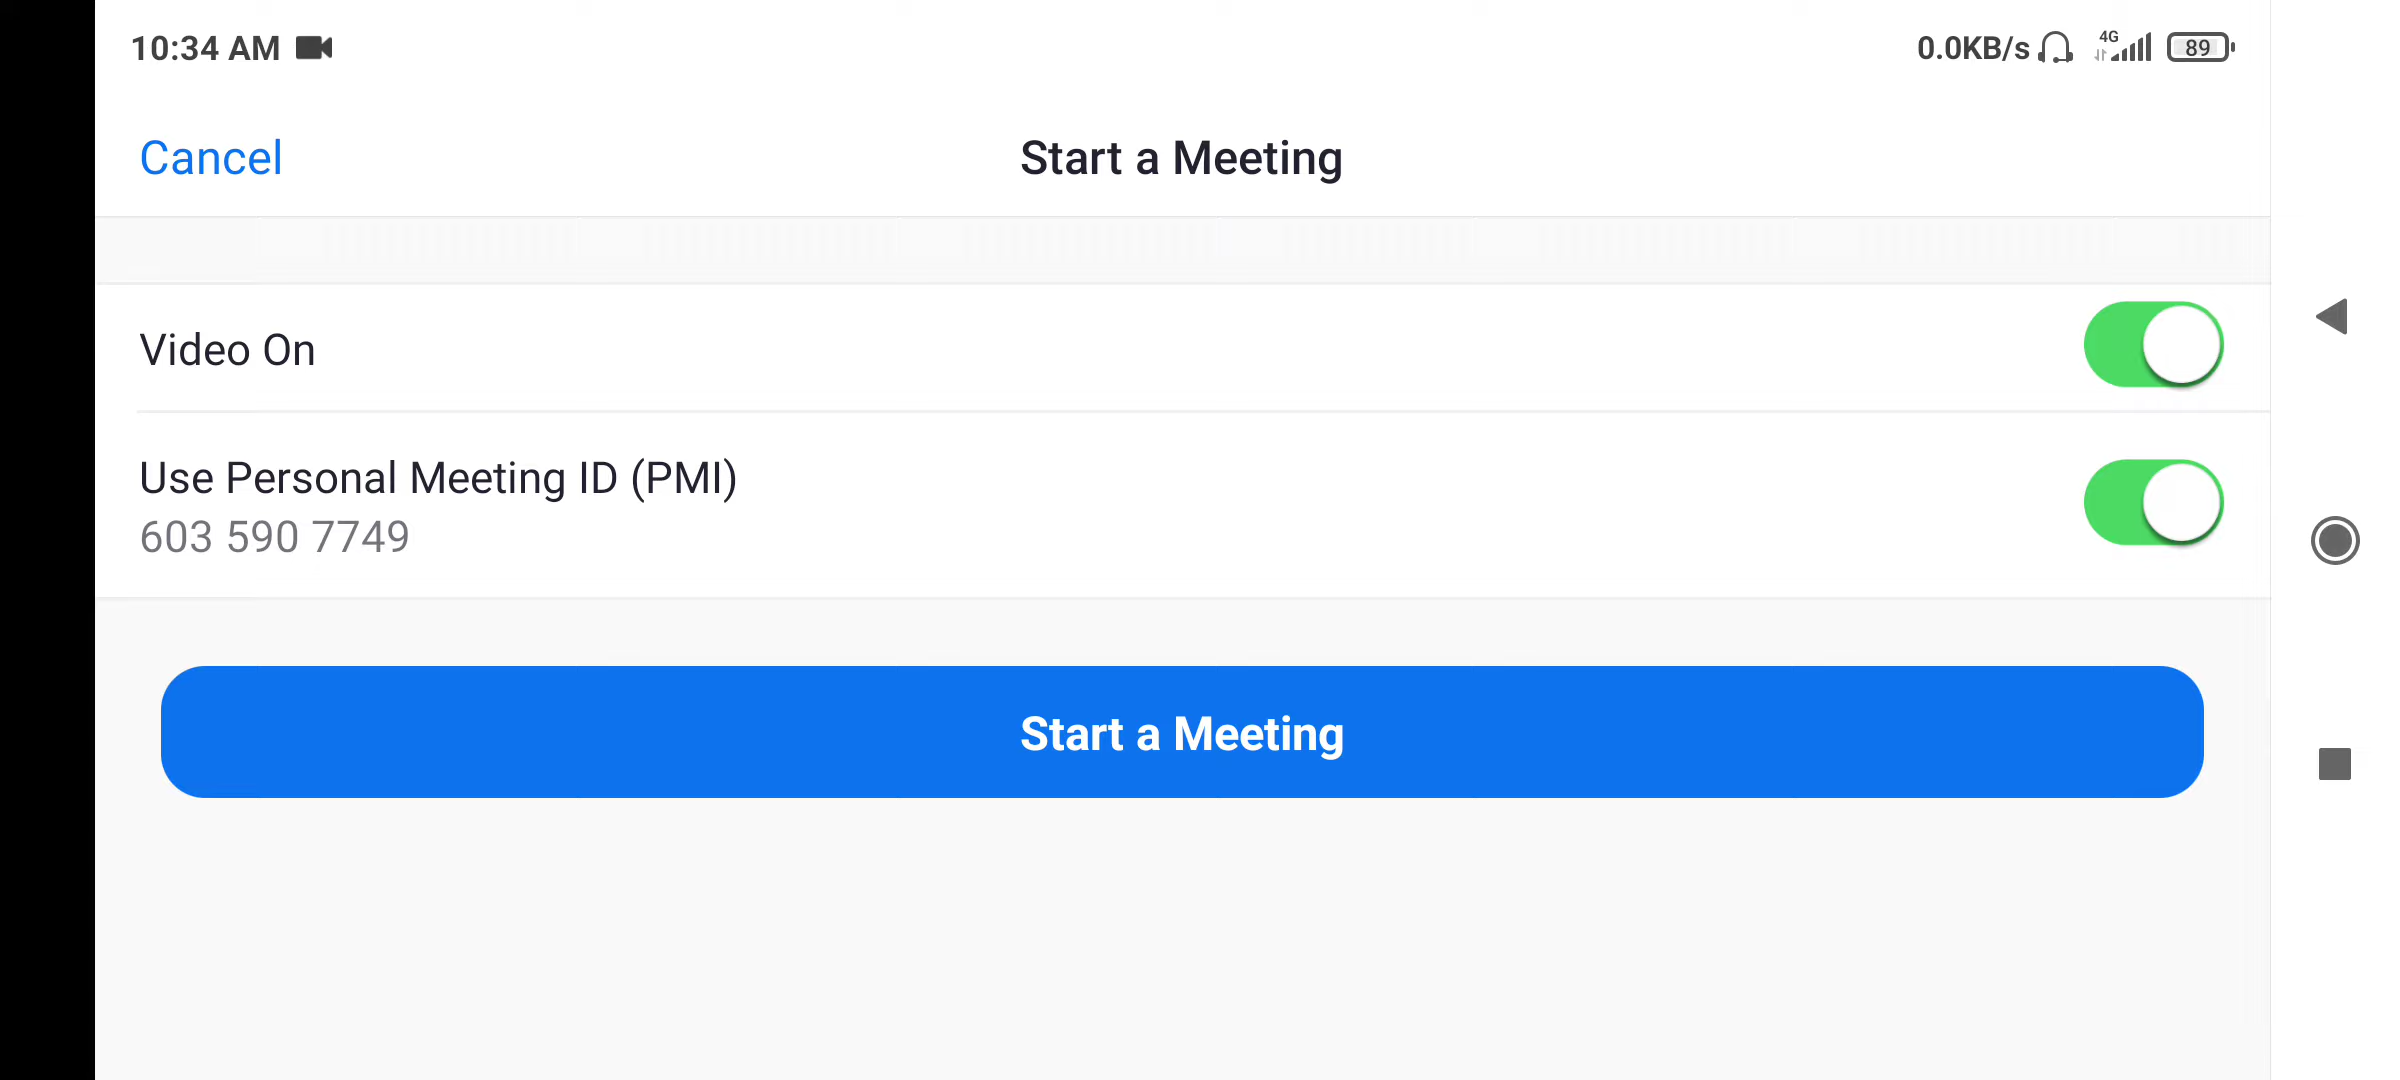 10:34 AM
0.0KB/s 4G 89
Cancel
Start a Meeting
Video On
Use Personal Meeting ID (PMI)
603 590 7749
Start a Meeting